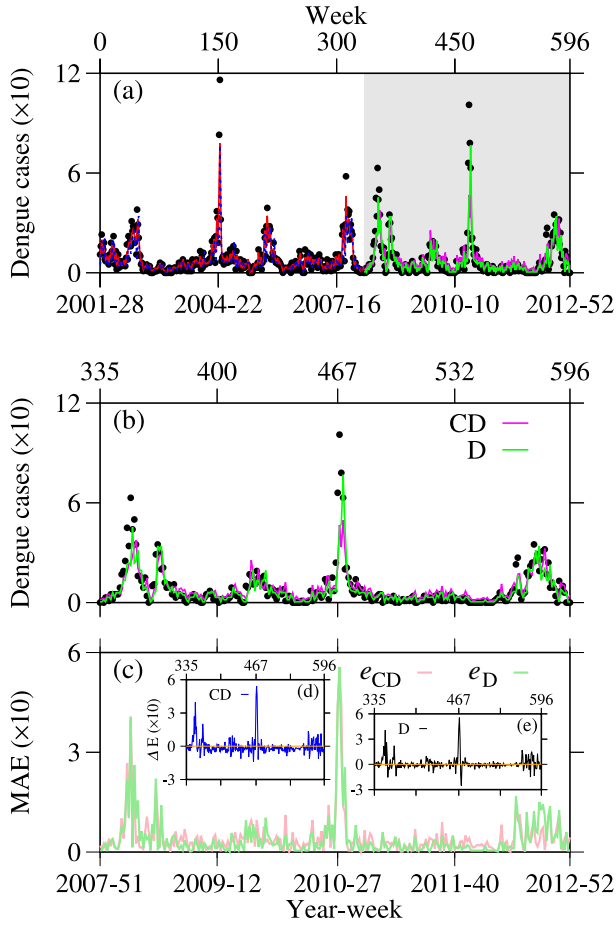 Week
0 150 300 450 596
12
(a)
6
0
Dengue cases (×10)
2001-28 2004-22 2007-16 2010-10 2012-52
335 400 467 532 596
12
(b)
CD
D
6
0
Dengue cases (×10)
6
(c)
e_CD e_D
3
0
MAE (×10)
335 467 596
6
CD
(d)
3
0
-3
Δ E (×10)
335 467 596
6
D
(e)
3
0
-3
2007-51 2009-12 2010-27 2011-40 2012-52
Year-week